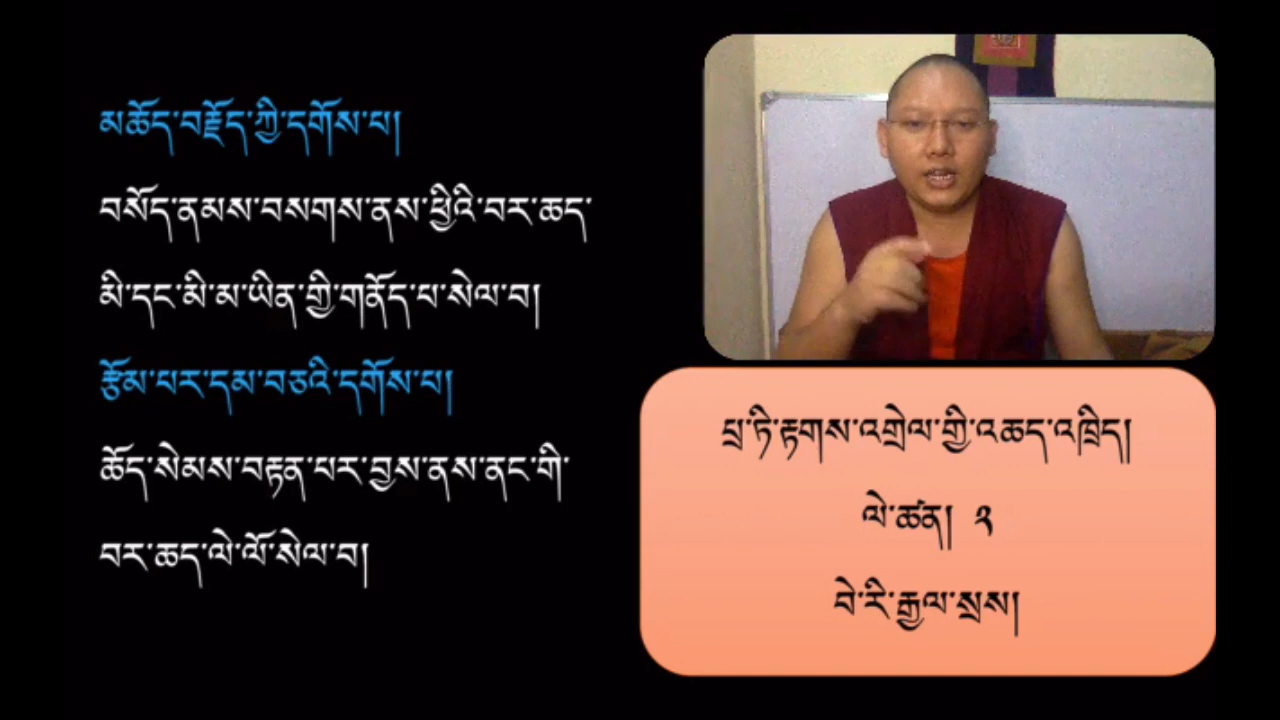 མཆོད་བརྗོད་ཀྱི་དགོས་པ།
བསོད་ནམས་བསགས་ནས་ཕྱིའི་བར་ཆད་
མི་དང་མི་མ་ཡིན་གྱི་གནོད་པ་སེལ་བ།
རྩོམ་པར་དམ་བཅའི་དགོས་པ།
ཆོད་སེམས་བརྟན་པར་བྱས་ནས་ནང་གི་
བར་ཆད་ལེ་ལོ་སེལ་བ།
པྲ་ཏི་རྟགས་འགྲེལ་གྱི་འཆད་འཁྲིད།
ལེ་ཚན། ༢
བེ་རི་རྒྱལ་སྲས།